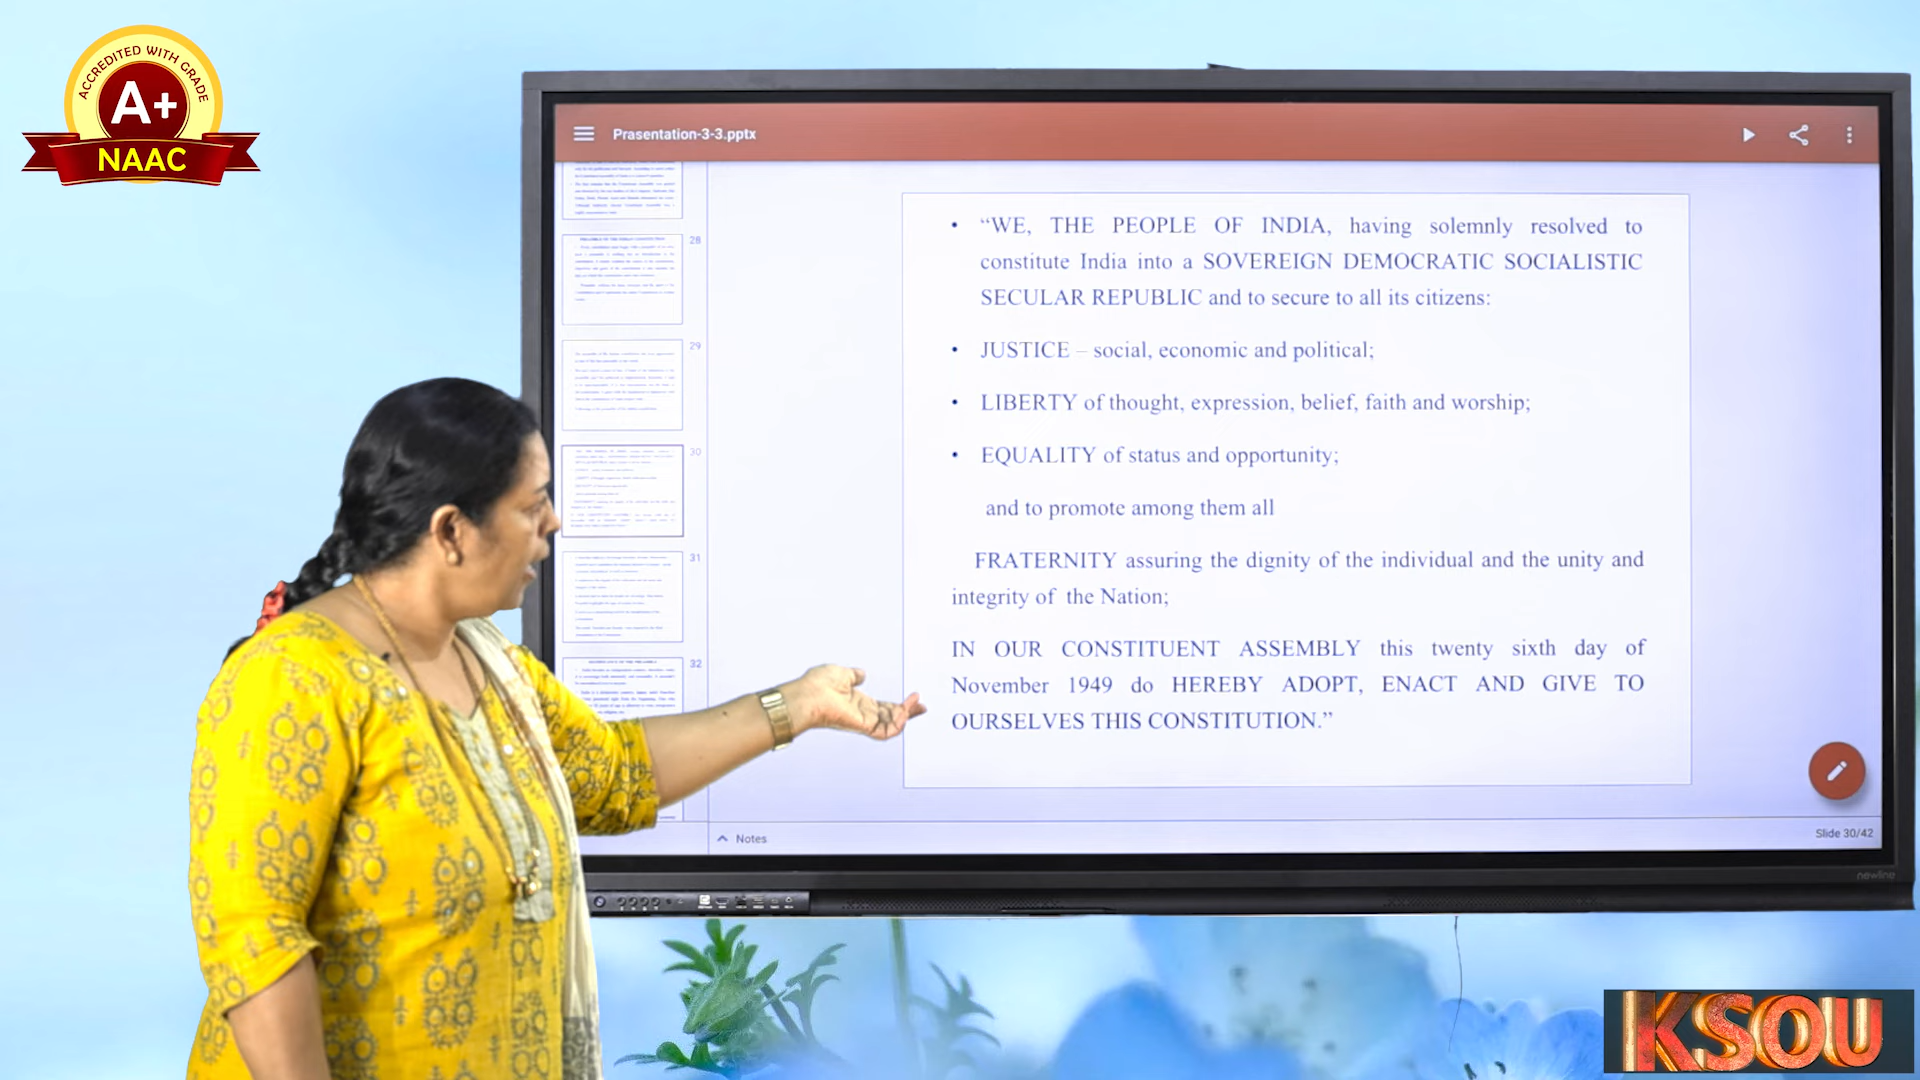 ACCREDITED WITH GRADE
A+
NAAC
Prasentation-3-3.pptx
28
29
30
31
32
• “WE, THE PEOPLE OF INDIA, having solemnly resolved to
constitute India into a SOVEREIGN DEMOCRATIC SOCIALISTIC
SECULAR REPUBLIC and to secure to all its citizens:
• JUSTICE – social, economic and political;
• LIBERTY of thought, expression, belief, faith and worship;
• EQUALITY of status and opportunity;
and to promote among them all
FRATERNITY assuring the dignity of the individual and the unity and
integrity of the Nation;
IN OUR CONSTITUENT ASSEMBLY this twenty sixth day of
November 1949 do HEREBY ADOPT, ENACT AND GIVE TO
OURSELVES THIS CONSTITUTION.”
Notes
Slide 30/42
newline
KSOU